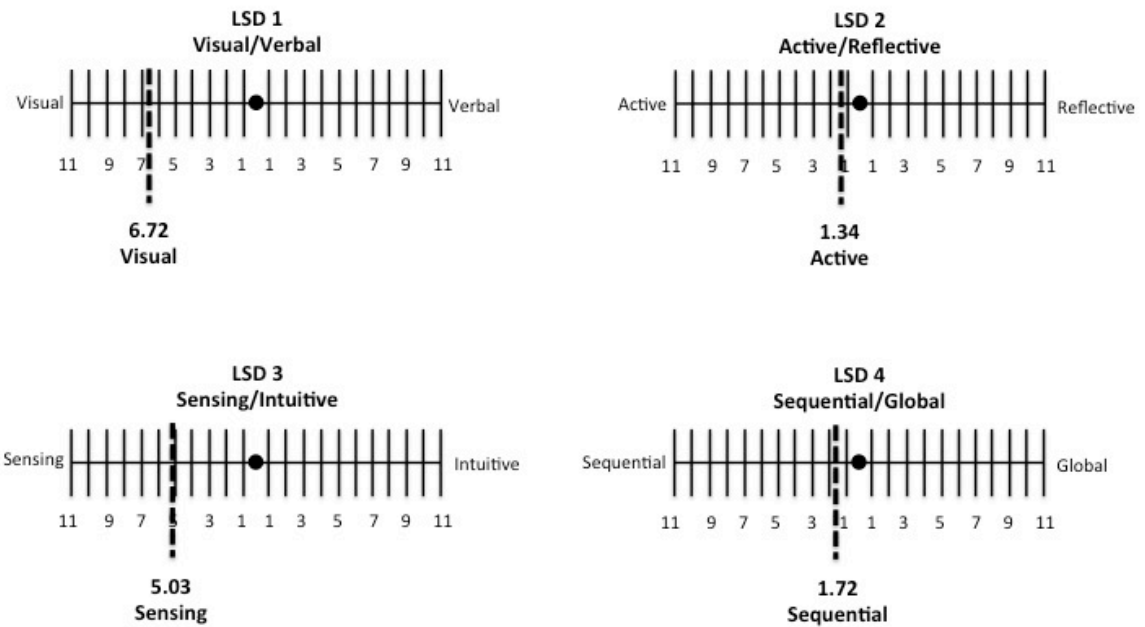 LSD 1
Visual/Verbal
Visual
Verbal
11 9 7 5 3 1 1 3 5 7 9 11
6.72
Visual
LSD 2
Active/Reflective
Active
Reflective
11 9 7 5 3 1 1 3 5 7 9 11
1.34
Active
LSD 3
Sensing/Intuitive
Sensing
Intuitive
11 9 7 5 3 1 1 3 5 7 9 11
5.03
Sensing
LSD 4
Sequential/Global
Sequential
Global
11 9 7 5 3 1 1 3 5 7 9 11
1.72
Sequential